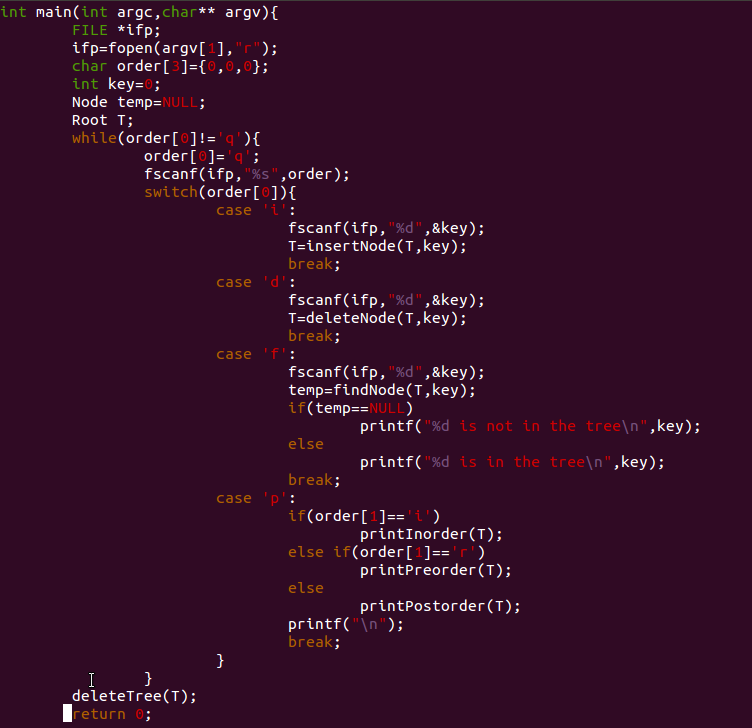 int main(int argc,char** argv){
        FILE *ifp;
        ifp=fopen(argv[1],"r");
        char order[3]={0,0,0};
        int key=0;
        Node temp=NULL;
        Root T;
        while(order[0]!='q'){
                order[0]='q';
                fscanf(ifp,"%s",order);
                switch(order[0]){
                        case 'i':
                                fscanf(ifp,"%d",&key);
                                T=insertNode(T,key);
                                break;
                        case 'd':
                                fscanf(ifp,"%d",&key);
                                T=deleteNode(T,key);
                                break;
                        case 'f':
                                fscanf(ifp,"%d",&key);
                                temp=findNode(T,key);
                                if(temp==NULL)
                                        printf("%d is not in the tree\n",key);
                                else
                                        printf("%d is in the tree\n",key);
                                break;
                        case 'p':
                                if(order[1]=='i')
                                        printInorder(T);
                                else if(order[1]=='r')
                                        printPreorder(T);
                                else
                                        printPostorder(T);
                                printf("\n");
                                break;
                        }
                }
        deleteTree(T);
        return 0;